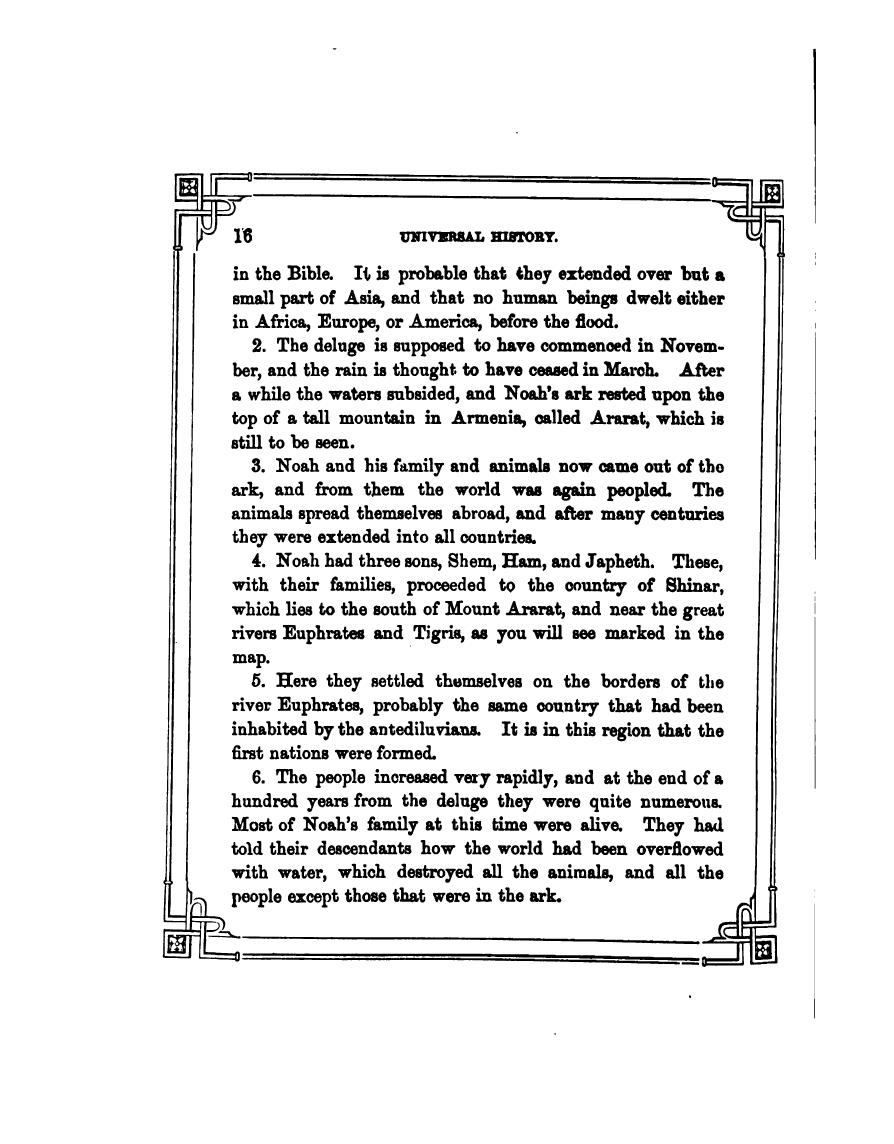 16 UNIVERSAL HISTORY.
in the Bible. It is probable that they extended over but a
small part of Asia, and that no human beings dwelt either
in Africa, Europe, or America, before the flood.
2. The deluge is supposed to have commenced in Novem-
ber, and the rain is thought to have ceased in March. After
a while the waters subsided, and Noah's ark rested upon the
top of a tall mountain in Armenia, called Ararat, which is
still to be seen.
3. Noah and his family and animals now came out of the
ark, and from them the world was again peopled. The
animals spread themselves abroad, and after many centuries
they were extended into all countries.
4. Noah had three sons, Shem, Ham, and Japheth. These,
with their families, proceeded to the country of Shinar,
which lies to the south of Mount Ararat, and near the great
rivers Euphrates and Tigris, as you will see marked in the
map.
5. Here they settled themselves on the borders of the
river Euphrates, probably the same country that had been
inhabited by the antediluvians. It is in this region that the
first nations were formed.
6. The people increased very rapidly, and at the end of a
hundred years from the deluge they were quite numerous.
Most of Noah's family at this time were alive. They had
told their descendants how the world had been overflowed
with water, which destroyed all the animals, and all the
people except those that were in the ark.